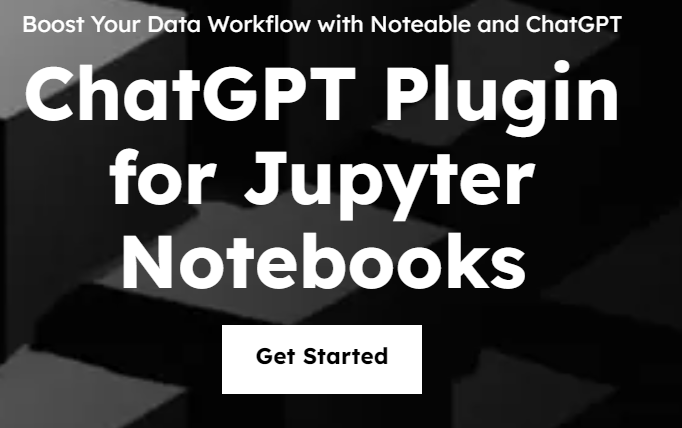 Boost Your Data Workflow with Noteable and ChatGPT
ChatGPT Plugin
for Jupyter
Notebooks
Get Started